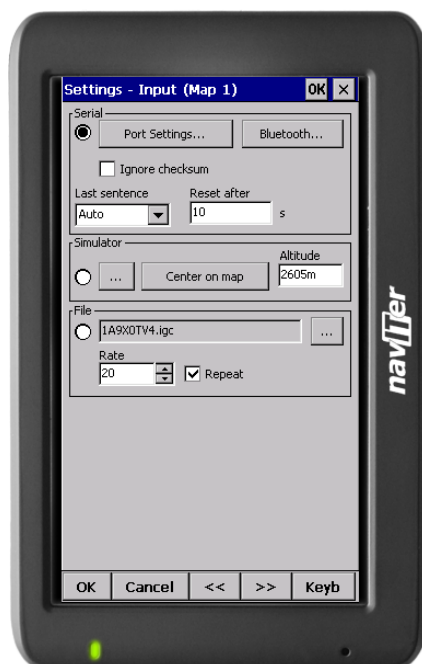 Settings - Input (Map 1) OK ×
Serial
Port Settings... Bluetooth...
Ignore checksum
Last sentence Reset after
Auto 10 s
Simulator
Altitude
... Center on map 2605m
File
1A9X0TV4.igc ...
Rate
20 Repeat
OK Cancel << >> Keyb
navITer